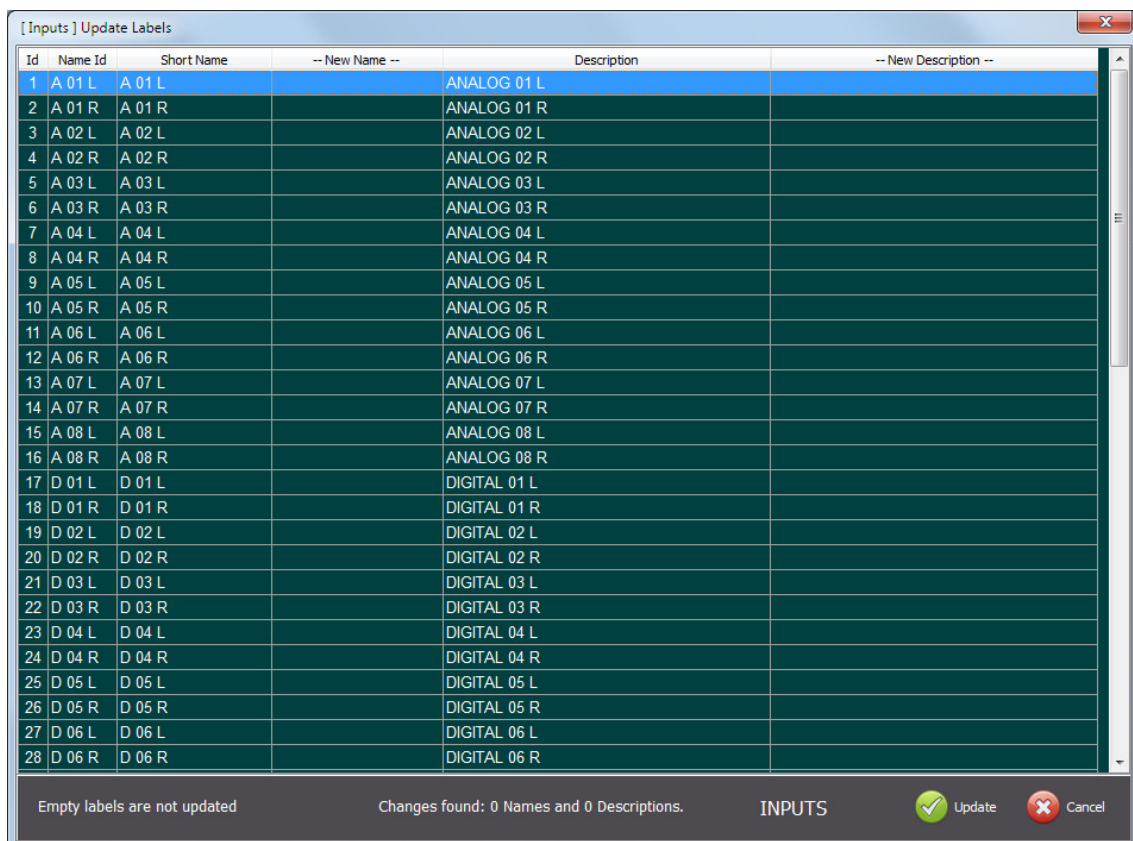 [ Inputs ] Update Labels
Id Name Id Short Name -- New Name -- Description -- New Description --
1 A 01 L A 01 L ANALOG 01 L
2 A 01 R A 01 R ANALOG 01 R
3 A 02 L A 02 L ANALOG 02 L
4 A 02 R A 02 R ANALOG 02 R
5 A 03 L A 03 L ANALOG 03 L
6 A 03 R A 03 R ANALOG 03 R
7 A 04 L A 04 L ANALOG 04 L
8 A 04 R A 04 R ANALOG 04 R
9 A 05 L A 05 L ANALOG 05 L
10 A 05 R A 05 R ANALOG 05 R
11 A 06 L A 06 L ANALOG 06 L
12 A 06 R A 06 R ANALOG 06 R
13 A 07 L A 07 L ANALOG 07 L
14 A 07 R A 07 R ANALOG 07 R
15 A 08 L A 08 L ANALOG 08 L
16 A 08 R A 08 R ANALOG 08 R
17 D 01 L D 01 L DIGITAL 01 L
18 D 01 R D 01 R DIGITAL 01 R
19 D 02 L D 02 L DIGITAL 02 L
20 D 02 R D 02 R DIGITAL 02 R
21 D 03 L D 03 L DIGITAL 03 L
22 D 03 R D 03 R DIGITAL 03 R
23 D 04 L D 04 L DIGITAL 04 L
24 D 04 R D 04 R DIGITAL 04 R
25 D 05 L D 05 L DIGITAL 05 L
26 D 05 R D 05 R DIGITAL 05 R
27 D 06 L D 06 L DIGITAL 06 L
28 D 06 R D 06 R DIGITAL 06 R
Empty labels are not updated Changes found: 0 Names and 0 Descriptions. INPUTS Update Cancel